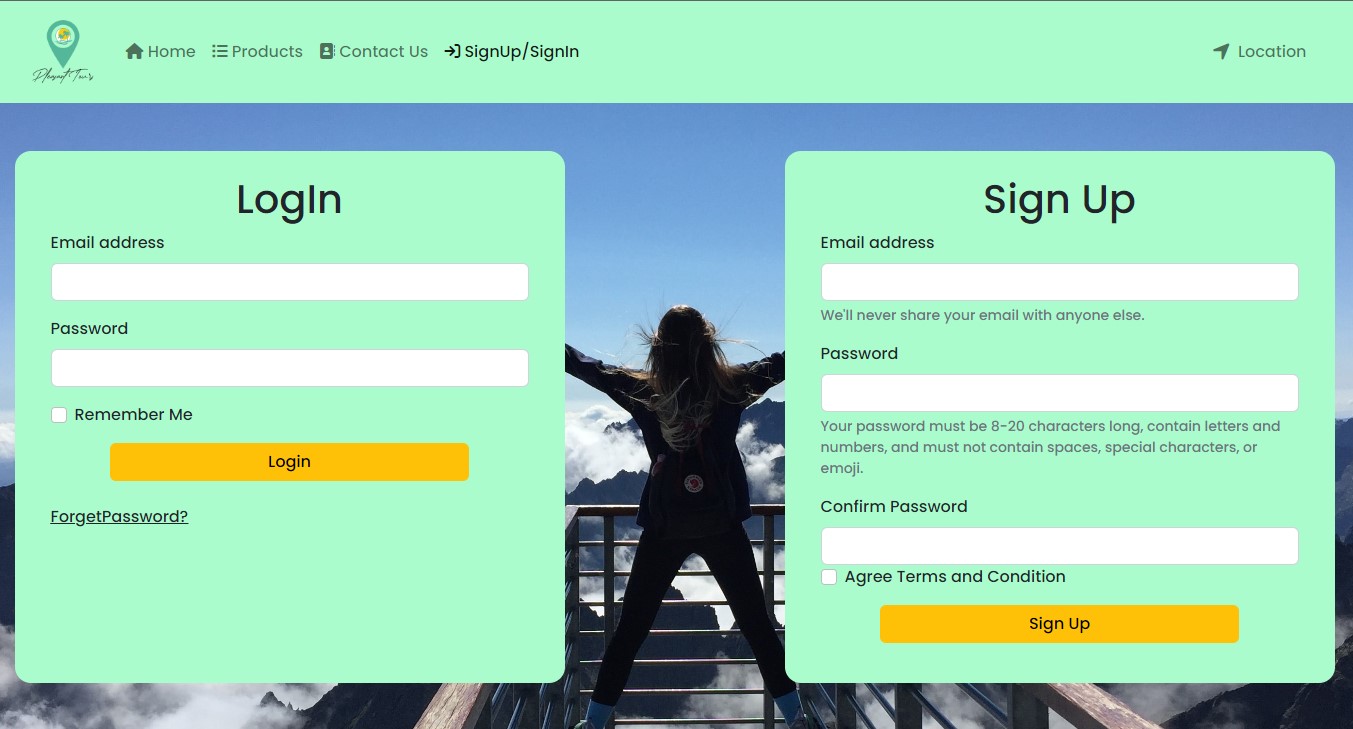 Pleasant Tours
Home
Products
Contact Us
SignUp/SignIn
Location
LogIn
Email address
Password
Remember Me
Login
ForgetPassword?
Sign Up
Email address
We'll never share your email with anyone else.
Password
Your password must be 8-20 characters long, contain letters and
numbers, and must not contain spaces, special characters, or
emoji.
Confirm Password
Agree Terms and Condition
Sign Up